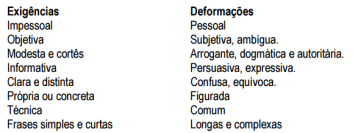 Exigências Deformações
Impessoal Pessoal
Objetiva Subjetiva, ambígua.
Modesta e cortês Arrogante, dogmática e autoritária.
Informativa Persuasiva, expressiva.
Clara e distinta Confusa, equívoca.
Própria ou concreta Figurada
Técnica Comum
Frases simples e curtas Longas e complexas